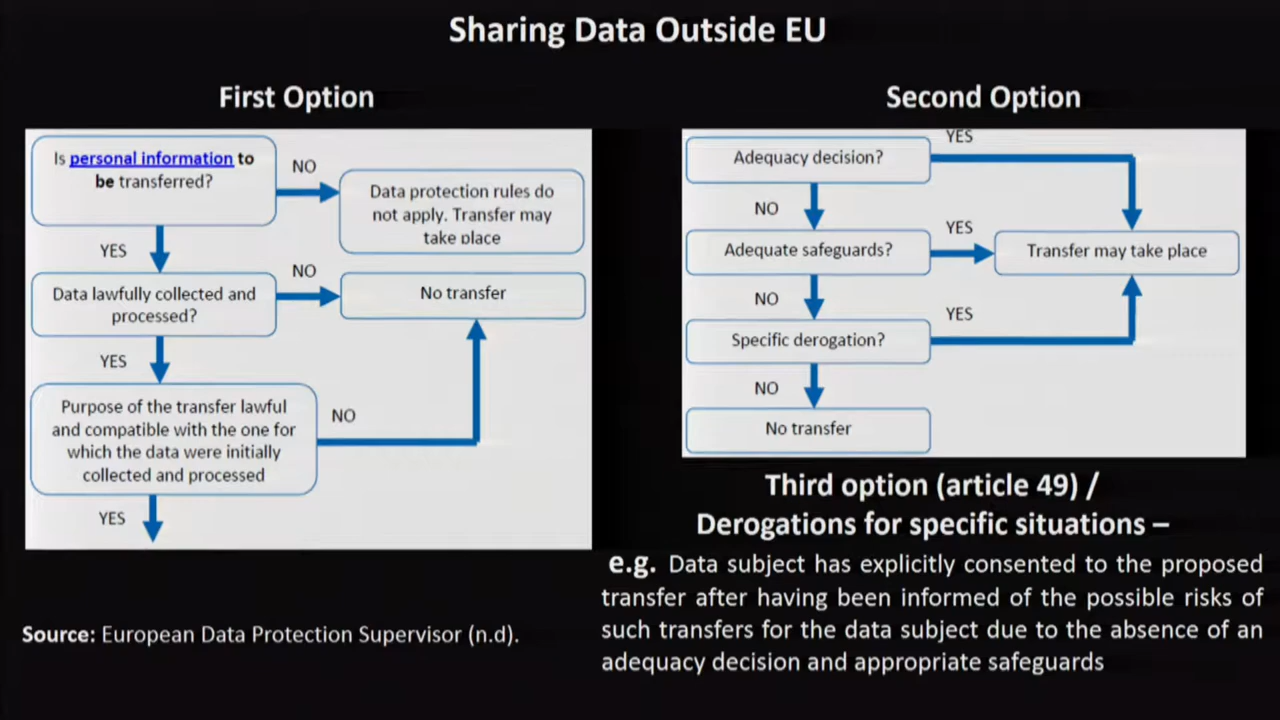 Sharing Data Outside EU
First Option
Is personal information to
be transferred?
NO
Data protection rules do
not apply. Transfer may
take place
YES
Data lawfully collected and
processed?
NO
No transfer
YES
Purpose of the transfer lawful
and compatible with the one for
which the data were initially
collected and processed
NO
YES
Source: European Data Protection Supervisor (n.d).
Second Option
Adequacy decision?
YES
NO
Adequate safeguards?
YES
Transfer may take place
NO
Specific derogation?
YES
NO
No transfer
Third option (article 49) /
Derogations for specific situations –
e.g. Data subject has explicitly consented to the proposed
transfer after having been informed of the possible risks of
such transfers for the data subject due to the absence of an
adequacy decision and appropriate safeguards